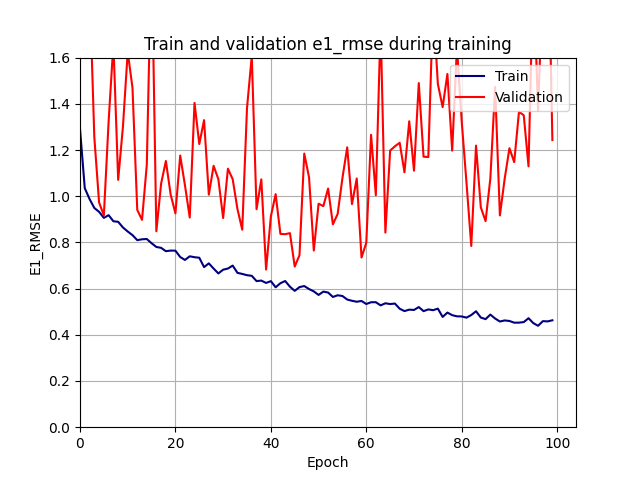 Train and validation e1_rmse during training
Train
Validation
1.6
1.4
1.2
1.0
0.8
0.6
0.4
0.2
0.0
E1_RMSE
0 20 40 60 80 100
Epoch